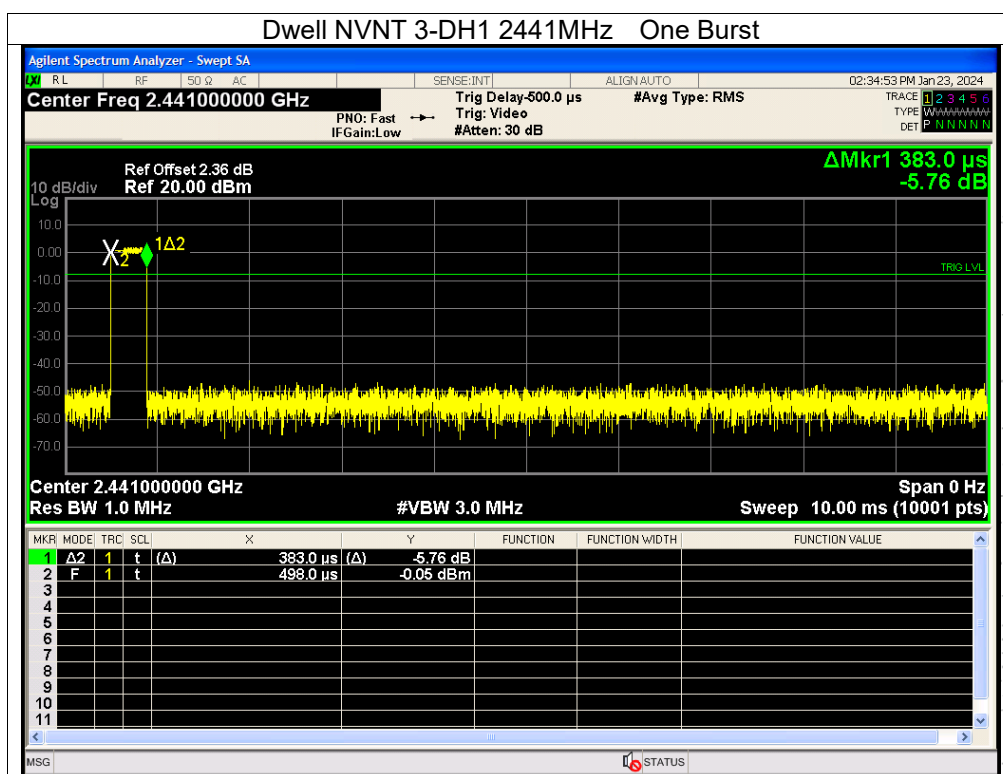 Dwell NVNT 3-DH1 2441MHz One Burst
Agilent Spectrum Analyzer - Swept SA
LXI RL RF 50 Ω AC SENSE:INT ALIGN AUTO 02:34:53 PM Jan 23, 2024
Center Freq 2.441000000 GHz
PNO: Fast
IFGain:Low
Trig Delay-500.0 µs
Trig: Video
#Atten: 30 dB
#Avg Type: RMS
TRACE 1 2 3 4 5 6
TYPE WWWWWW
DET P N N N N N
ΔMkr1 383.0 µs
-5.76 dB
Ref Offset 2.36 dB
10 dB/div Ref 20.00 dBm
Log
10.0
0.00
-10.0
-20.0
-30.0
-40.0
-50.0
-60.0
-70.0
X2 1Δ2
TRIG LVL
Center 2.441000000 GHz Span 0 Hz
Res BW 1.0 MHz #VBW 3.0 MHz Sweep 10.00 ms (10001 pts)
MKR MODE TRC SCL X Y FUNCTION FUNCTION WIDTH FUNCTION VALUE
1 Δ2 1 t (Δ) 383.0 µs (Δ) -5.76 dB
2 F 1 t 498.0 µs -0.05 dBm
3
4
5
6
7
8
9
10
11
MSG STATUS